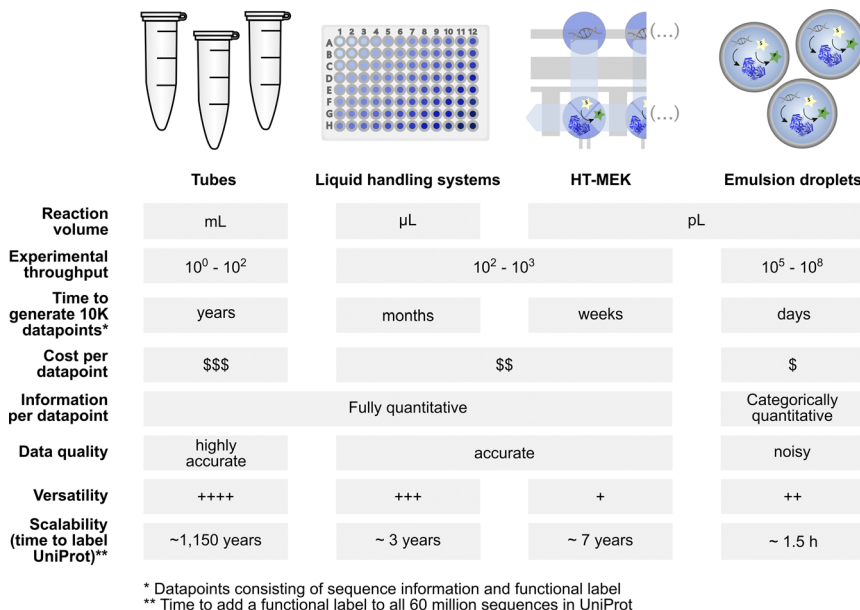 1 2 3 4 5 6 7 8 9 10 11 12
A
B
C
D
E
F
G
H
(...)
(...)
Tubes Liquid handling systems HT-MEK Emulsion droplets
Reaction
volume
mL µL pL
Experimental
throughput
10⁰ - 10² 10² - 10³ 10⁵ - 10⁸
Time to
generate 10K
datapoints*
years months weeks days
Cost per
datapoint
$$$ $$ $
Information
per datapoint
Fully quantitative
Categorically
quantitative
Data quality
highly
accurate
accurate noisy
Versatility ++++ +++ + ++
Scalability
(time to label
UniProt)**
~1,150 years ~ 3 years ~ 7 years ~ 1.5 h
* Datapoints consisting of sequence information and functional label
** Time to add a functional label to all 60 million sequences in UniProt